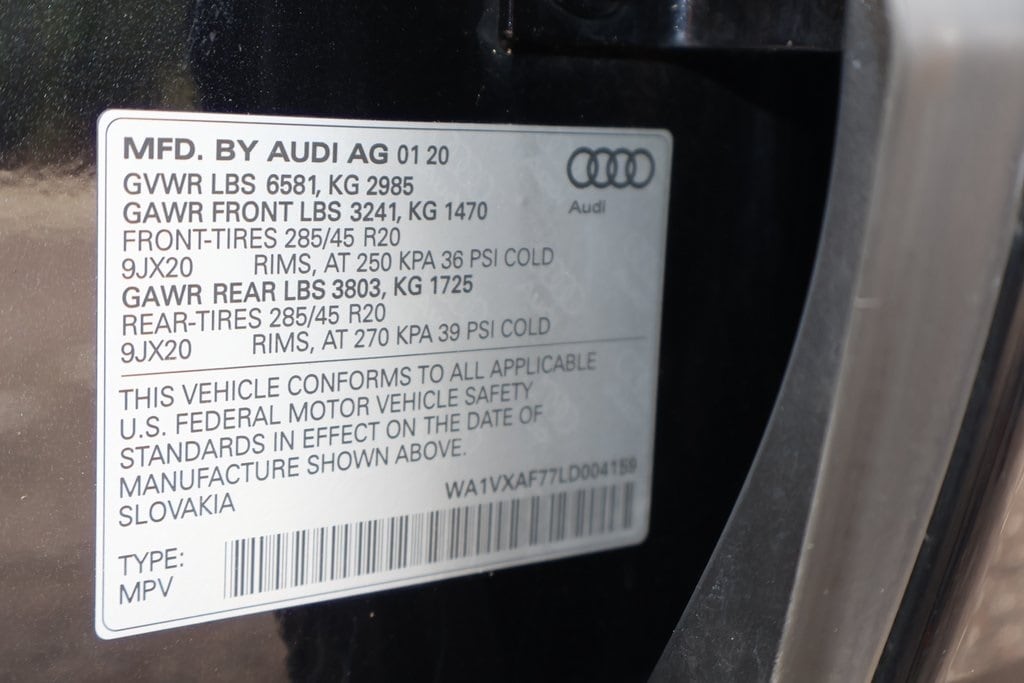 MFD. BY AUDI AG 01 20
GVWR LBS 6581, KG 2985
GAWR FRONT LBS 3241, KG 1470
FRONT-TIRES 285/45 R20
9JX20 RIMS, AT 250 KPA 36 PSI COLD
GAWR REAR LBS 3803, KG 1725
REAR-TIRES 285/45 R20
9JX20 RIMS, AT 270 KPA 39 PSI COLD
Audi
THIS VEHICLE CONFORMS TO ALL APPLICABLE
U.S. FEDERAL MOTOR VEHICLE SAFETY
STANDARDS IN EFFECT ON THE DATE OF
MANUFACTURE SHOWN ABOVE.
SLOVAKIA
WA1VXAF77LD004159
TYPE:
MPV